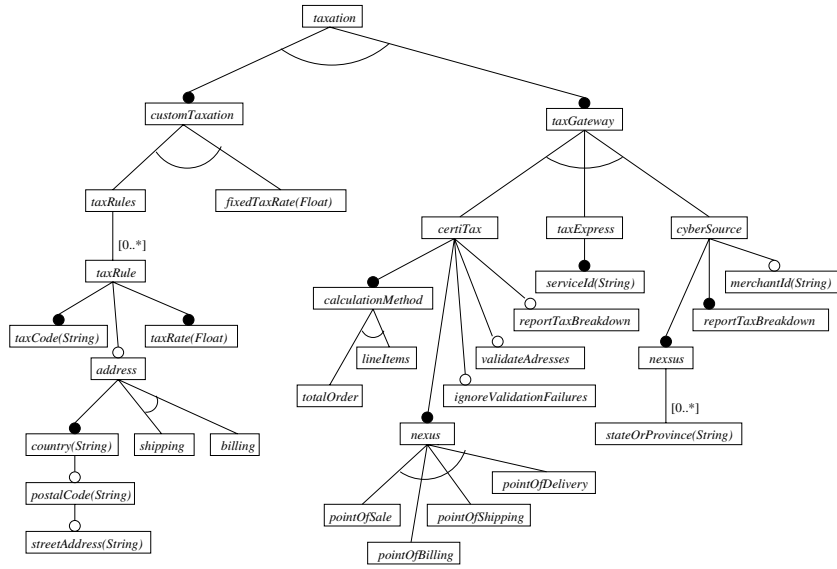 taxation
customTaxation
taxGateway
taxRules
fixedTaxRate(Float)
certiTax
taxExpress
cyberSource
[0..*]
taxRule
serviceId(String)
merchantId(String)
calculationMethod
reportTaxBreakdown
reportTaxBreakdown
taxCode(String)
taxRate(Float)
lineItems
validateAdresses
nexsus
address
totalOrder
ignoreValidationFailures
[0..*]
country(String)
shipping
billing
nexus
stateOrProvince(String)
postalCode(String)
pointOfDelivery
pointOfSale
pointOfShipping
streetAddress(String)
pointOfBilling